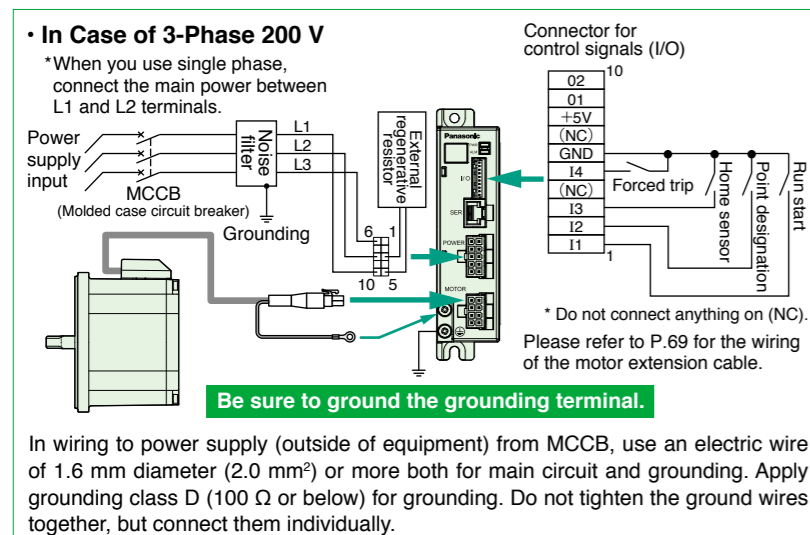 ・In Case of 3-Phase 200 V
*When you use single phase,
connect the main power between
L1 and L2 terminals.
Power
supply
input
MCCB
(Molded case circuit breaker)
Noise
filter
Grounding
L1
L2
L3
External
regenerative
resistor
6 1
10 5
Panasonic
I/O
SER
POWER
MOTOR
Connector for
control signals (I/O)
10
02
01
+5V
(NC)
GND
I4
(NC)
I3
I2
I1
1
Forced trip
Home sensor
Point designation
Run start
* Do not connect anything on (NC).
Please refer to P.69 for the wiring
of the motor extension cable.
Be sure to ground the grounding terminal.
In wiring to power supply (outside of equipment) from MCCB, use an electric wire
of 1.6 mm diameter (2.0 mm²) or more both for main circuit and grounding. Apply
grounding class D (100 Ω or below) for grounding. Do not tighten the ground wires
together, but connect them individually.